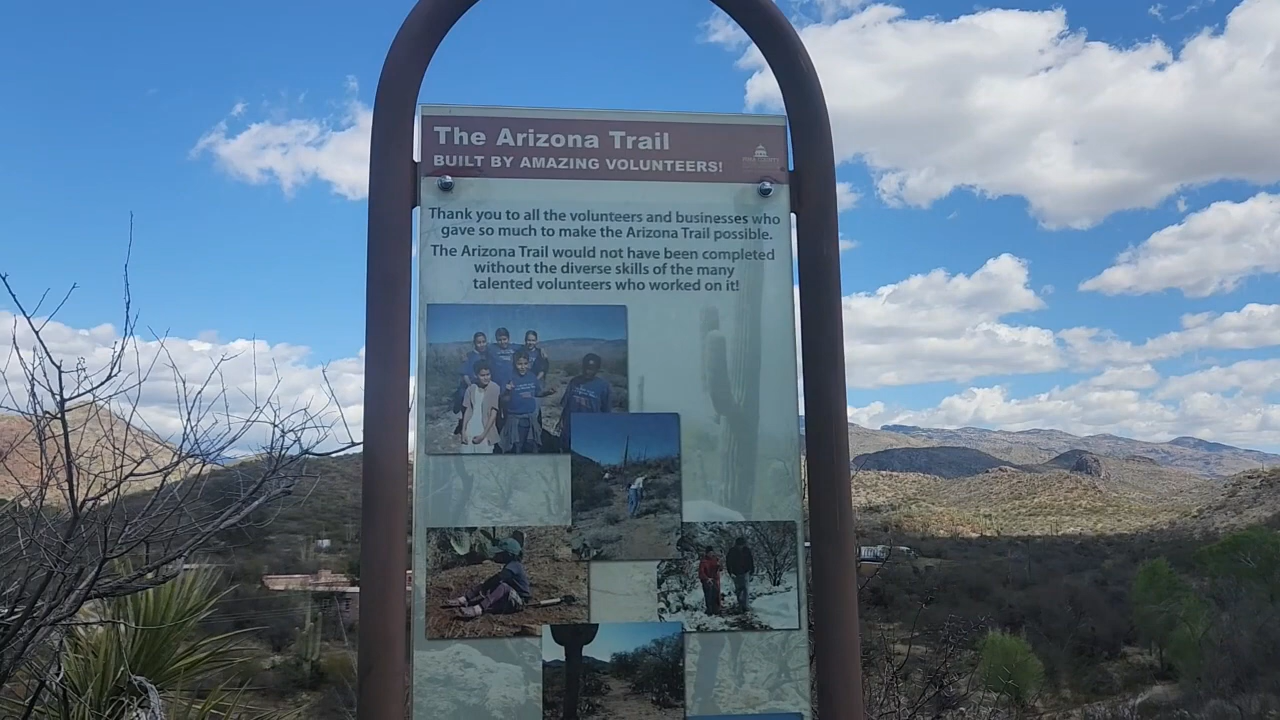 The Arizona Trail
BUILT BY AMAZING VOLUNTEERS!
PIMA COUNTY
Thank you to all the volunteers and businesses who
gave so much to make the Arizona Trail possible.
The Arizona Trail would not have been completed
without the diverse skills of the many
talented volunteers who worked on it!